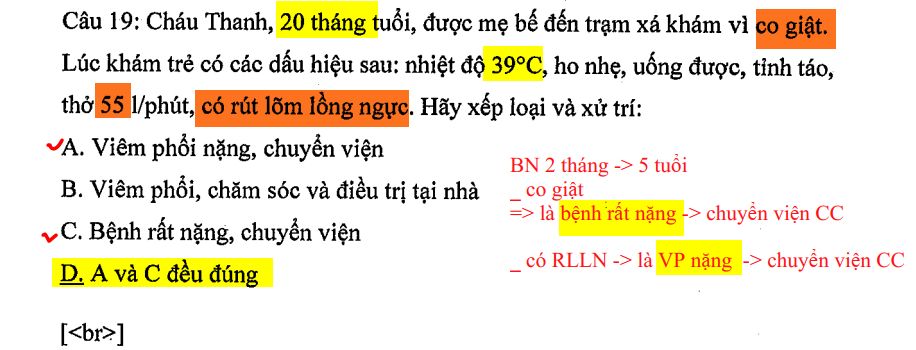 Câu 19: Cháu Thanh, 20 tháng tuổi, được mẹ bế đến trạm xá khám vì co giật.
Lúc khám trẻ có các dấu hiệu sau: nhiệt độ 39°C, ho nhẹ, uống được, tỉnh táo,
thở 55 l/phút, có rút lõm lồng ngực. Hãy xếp loại và xử trí:
A. Viêm phổi nặng, chuyển viện
B. Viêm phổi, chăm sóc và điều trị tại nhà
C. Bệnh rất nặng, chuyển viện
D. A và C đều đúng
[<br>]
BN 2 tháng -> 5 tuổi
_ co giật
=> là bệnh rất nặng -> chuyển viện CC
_ có RLLN -> là VP nặng -> chuyển viện CC